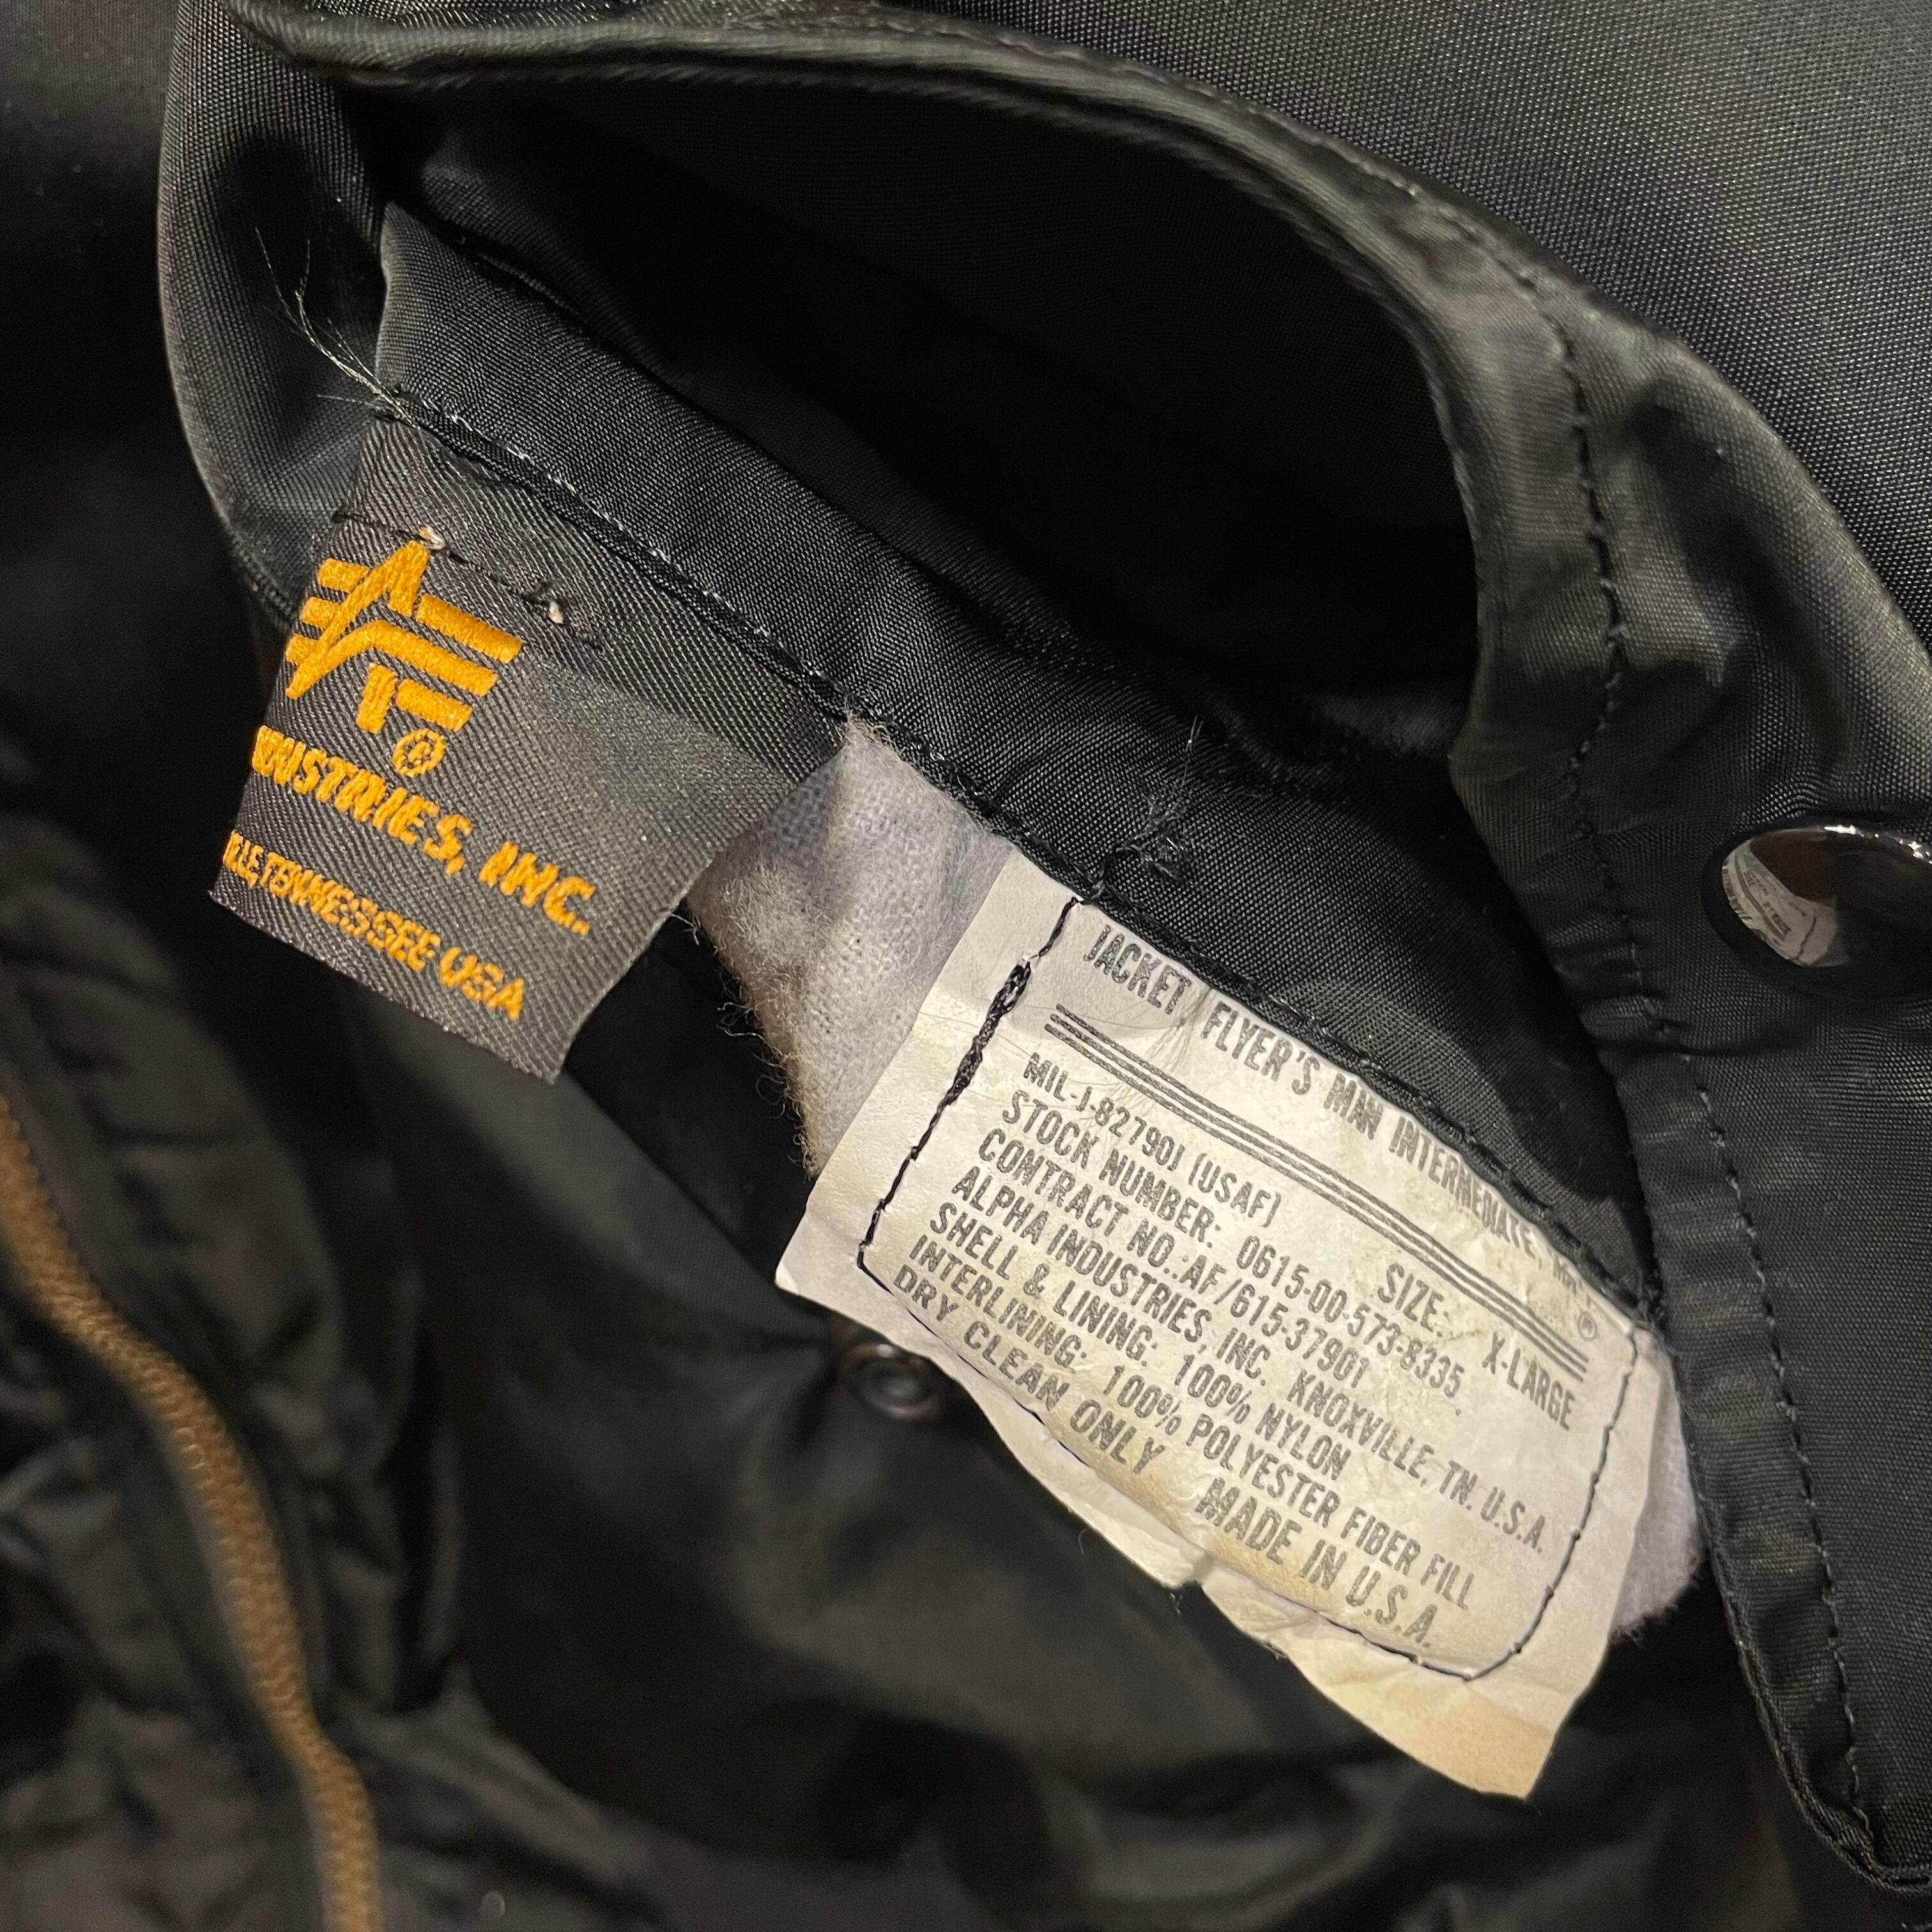 INDUSTRIES, INC.
TENNESSEE USA
JACKET, FLYER'S MAN INTERMEDIATE,
®
SIZE: X-LARGE
MIL-J-82790J (USAF)
STOCK NUMBER: 0615-00-573-8335
CONTRACT NO.:AF/615-37901
ALPHA INDUSTRIES, INC. KNOXVILLE, TN. U.S.A.
SHELL & LINING: 100% NYLON
INTERLINING: 100% POLYESTER FIBER FILL
DRY CLEAN ONLY MADE IN U.S.A.